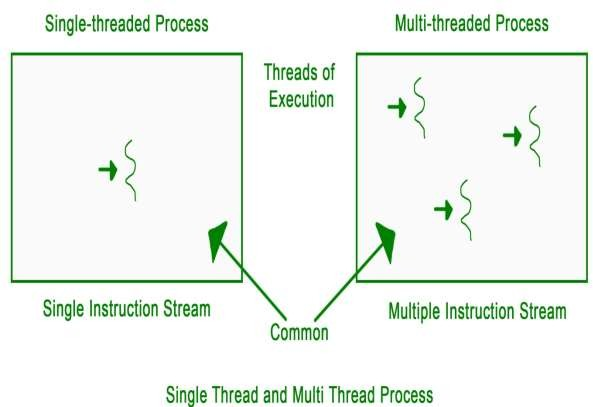 Single-threaded Process
Multi-threaded Process
Threads of
Execution
Single Instruction Stream
Multiple Instruction Stream
Common
Single Thread and Multi Thread Process